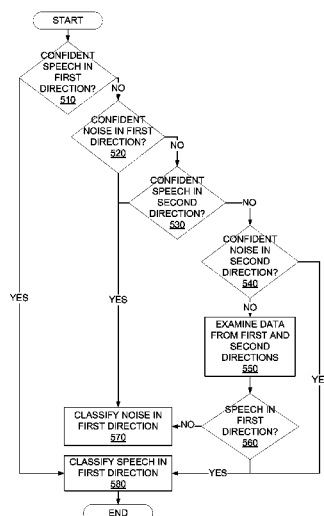 START
CONFIDENT
SPEECH IN
FIRST
DIRECTION?
510
NO
CONFIDENT
NOISE IN FIRST
DIRECTION?
520
NO
CONFIDENT
SPEECH IN
SECOND
DIRECTION?
530
NO
CONFIDENT
NOISE IN
SECOND
DIRECTION?
540
YES
YES
NO
EXAMINE DATA
FROM FIRST AND
SECOND
DIRECTIONS
550
YE
SPEECH IN
FIRST
DIRECTION?
560
CLASSIFY NOISE IN
FIRST DIRECTION
570
NO
CLASSIFY SPEECH IN
FIRST DIRECTION
580
YES
END